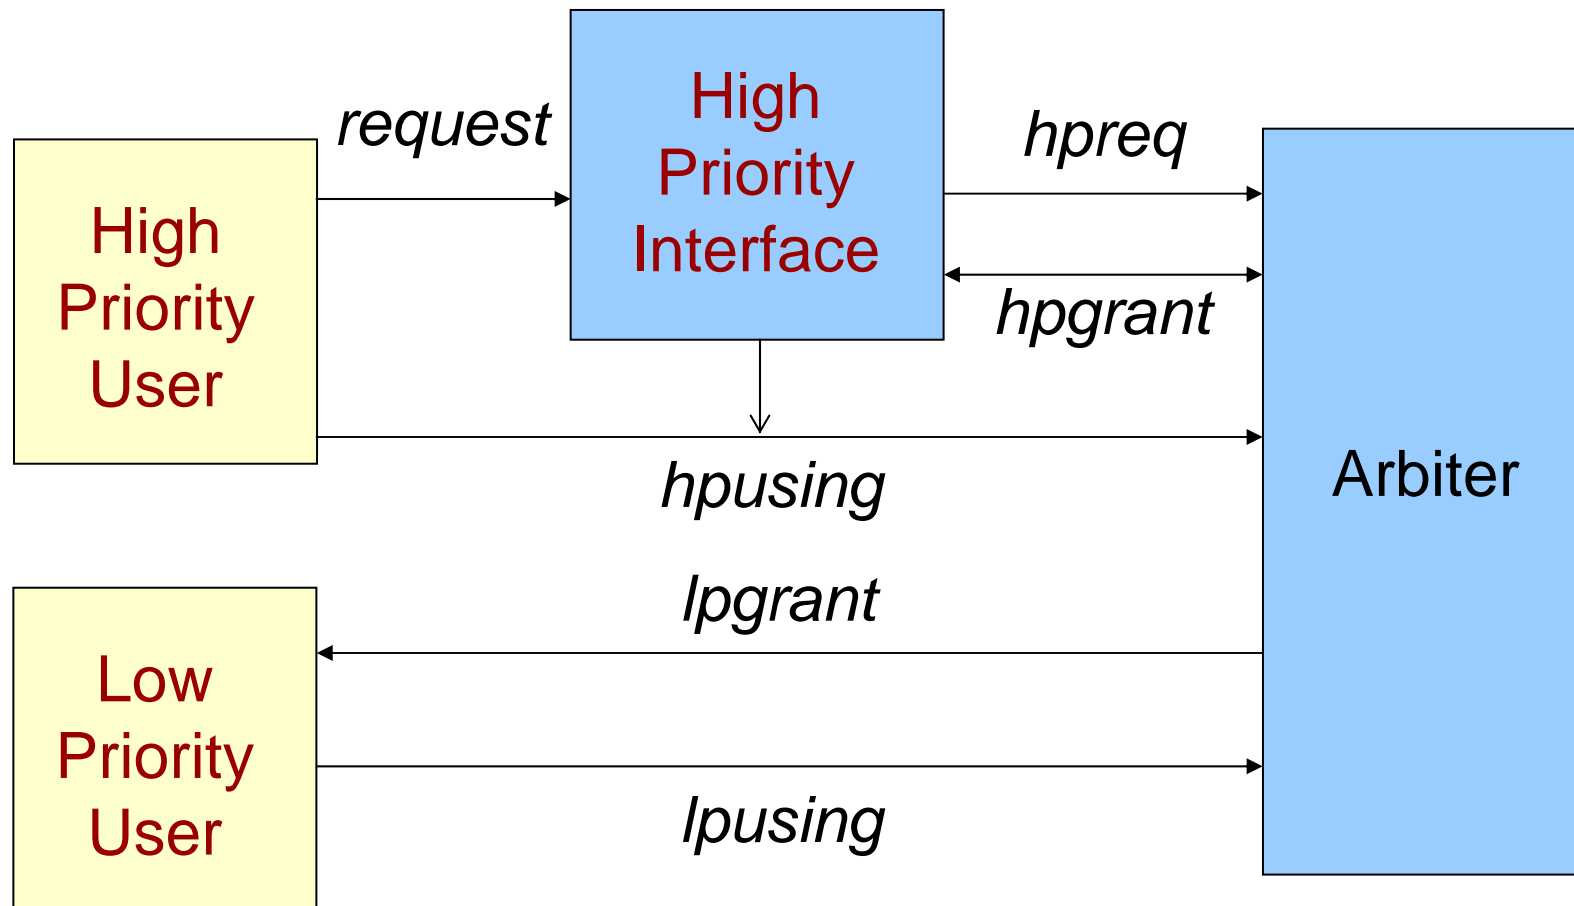 request
High
Priority
Interface
hpreq
High
Priority
User
hpgrant
hpusing
Arbiter
lpgrant
Low
Priority
User
lpusing